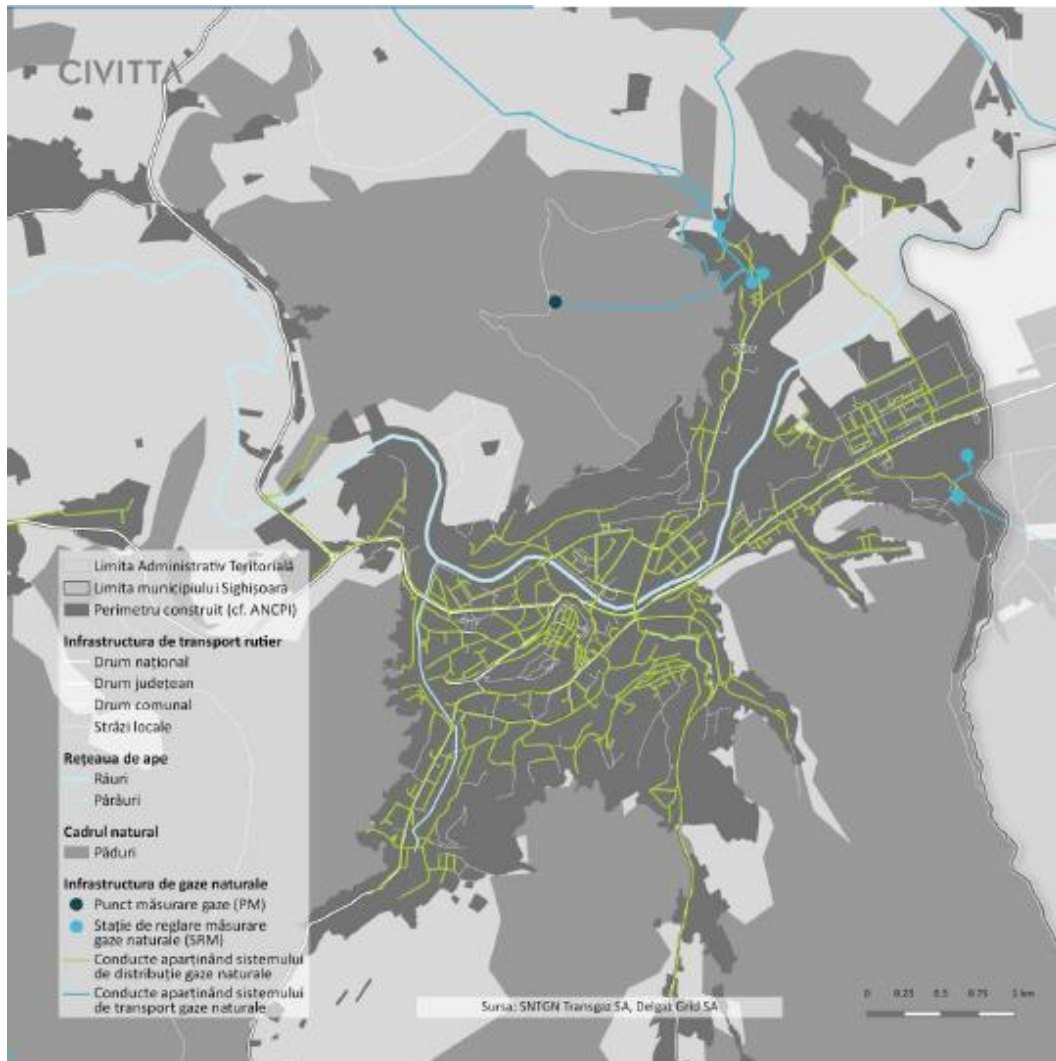 CIVITTA
Limita Administrativ Teritorială
Limita municipiului Sighișoara
Perimetru construit (cf. ANCPI)
Infrastructura de transport rutier
Drum național
Drum județean
Drum comunal
Străzi locale
Rețeaua de ape
Râuri
Pârâuri
Cadrul natural
Păduri
Infrastructura de gaze naturale
Punct măsurare gaze (PM)
Stație de reglare măsurare
gaze naturale (SRM)
Conducte aparținând sistemului
de distribuție gaze naturale
Conducte aparținând sistemului
de transport gaze naturale
Sursa: SNTGN Transgaz SA, Delgaz Grid SA
0 0.25 0.5 0.75 1 km